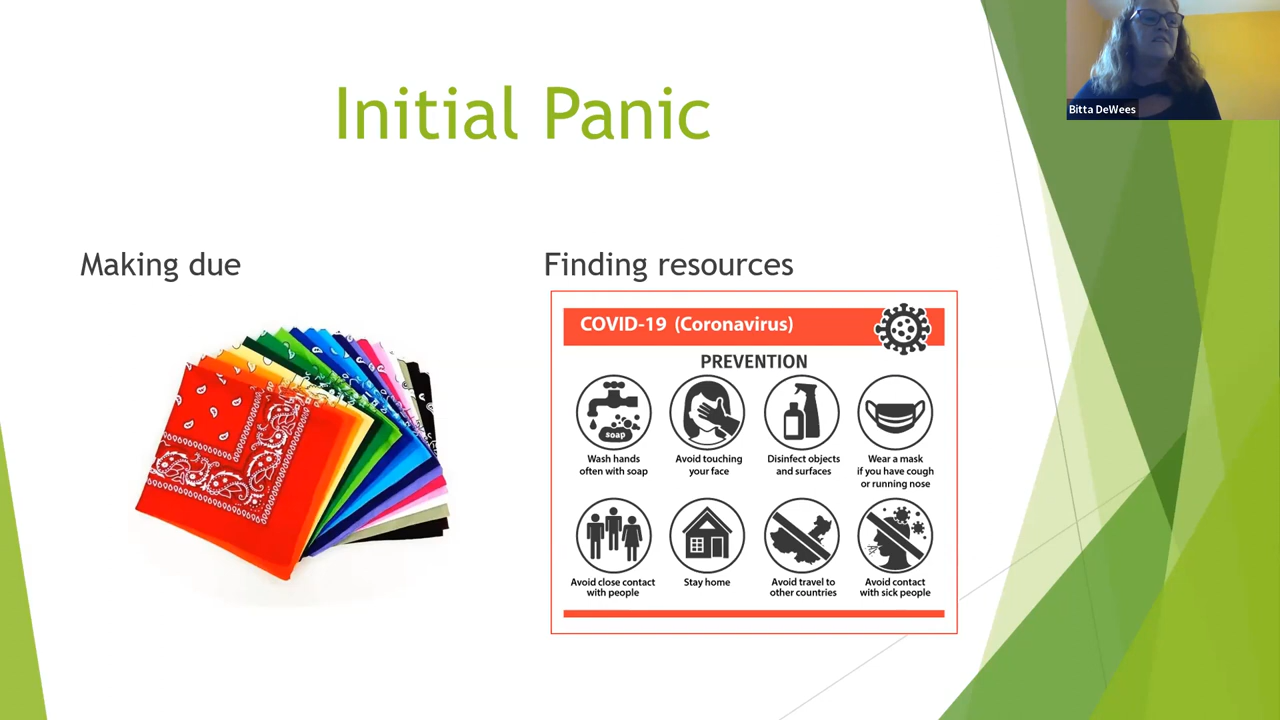 Initial Panic
Bitta DeWees
Making due
Finding resources
COVID-19 (Coronavirus)
PREVENTION
soap
Wash hands
often with soap
Avoid touching
your face
Disinfect objects
and surfaces
Wear a mask
if you have cough
or running nose
Avoid close contact
with people
Stay home
Avoid travel to
other countries
Avoid contact
with sick people